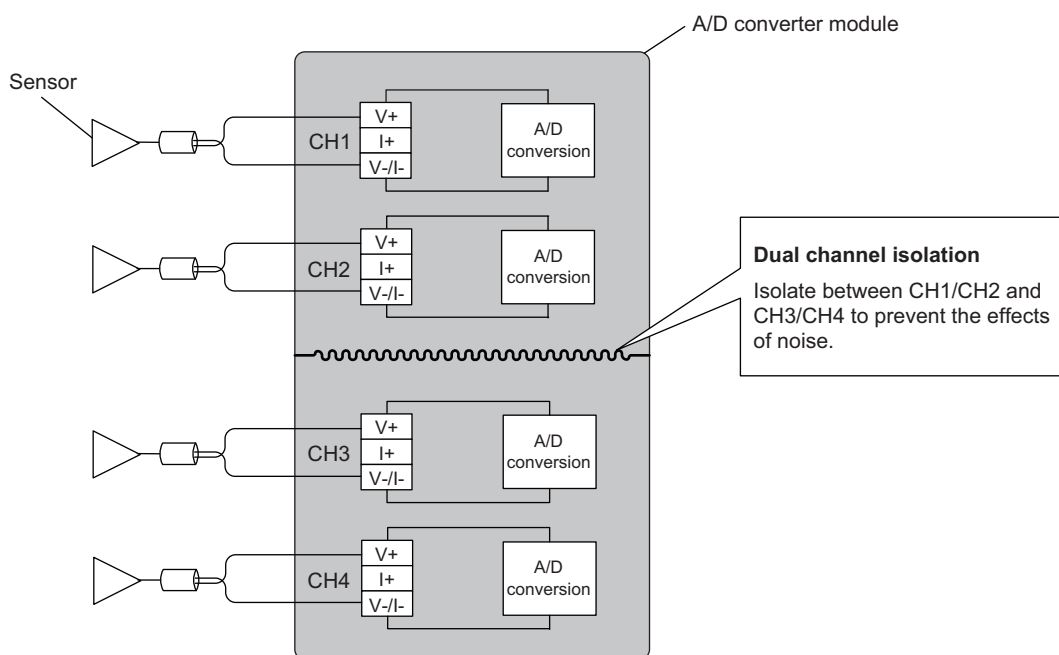 A/D converter module
Sensor
CH1
V+
I+
V-/I-
A/D
conversion
CH2
V+
I+
V-/I-
A/D
conversion
Dual channel isolation
Isolate between CH1/CH2 and
CH3/CH4 to prevent the effects
of noise.
CH3
V+
I+
V-/I-
A/D
conversion
CH4
V+
I+
V-/I-
A/D
conversion